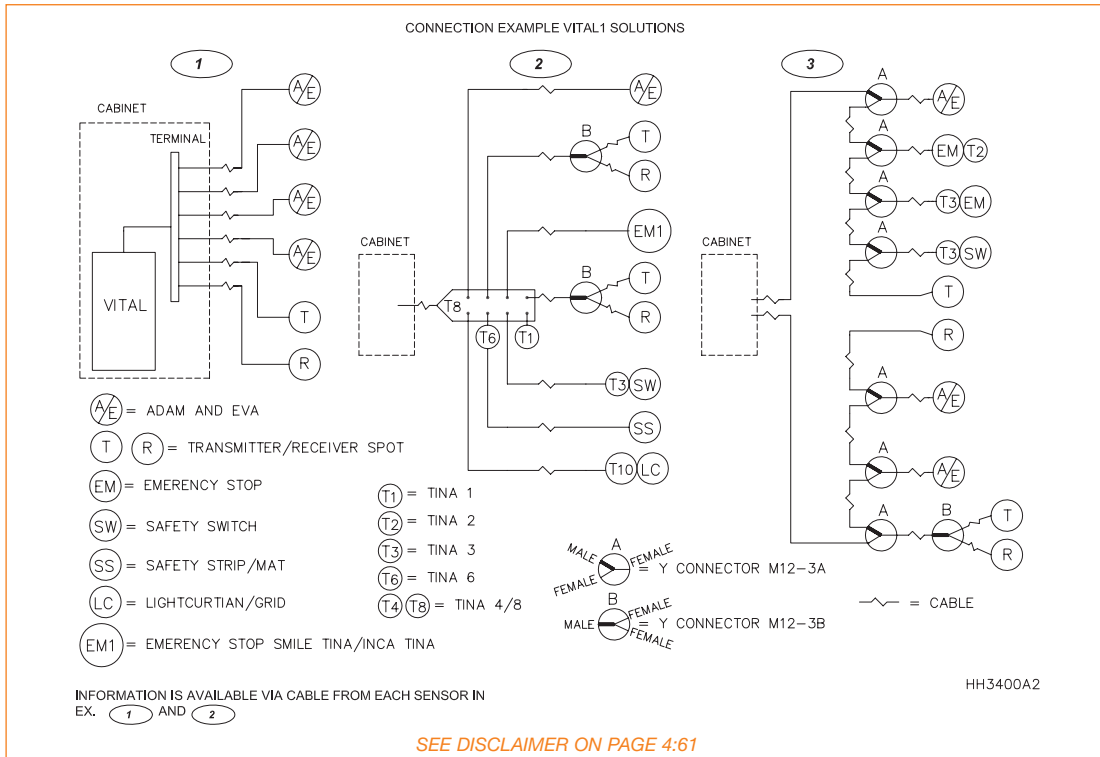 CONNECTION EXAMPLE VITAL1 SOLUTIONS
1
CABINET
TERMINAL
VITAL
A/E
A/E
A/E
A/E
T
R
2
CABINET
T8
A/E
B
T
R
EM1
B
T
R
T6
T1
T3 SW
SS
T10 LC
3
CABINET
A
A/E
A
EM T2
A
T3 EM
A
T3 SW
T
R
A
A/E
A
A/E
A
B
T
R
A/E = ADAM AND EVA
T R = TRANSMITTER/RECEIVER SPOT
EM = EMERENCY STOP
SW = SAFETY SWITCH
SS = SAFETY STRIP/MAT
LC = LIGHTCURTIAN/GRID
EM1 = EMERENCY STOP SMILE TINA/INCA TINA
T1 = TINA 1
T2 = TINA 2
T3 = TINA 3
T6 = TINA 6
T4 T8 = TINA 4/8
A
MALE FEMALE
FEMALE
= Y CONNECTOR M12-3A
B
MALE FEMALE
FEMALE
= Y CONNECTOR M12-3B
= CABLE
HH3400A2
INFORMATION IS AVAILABLE VIA CABLE FROM EACH SENSOR IN
EX. 1 AND 2
SEE DISCLAIMER ON PAGE 4:61